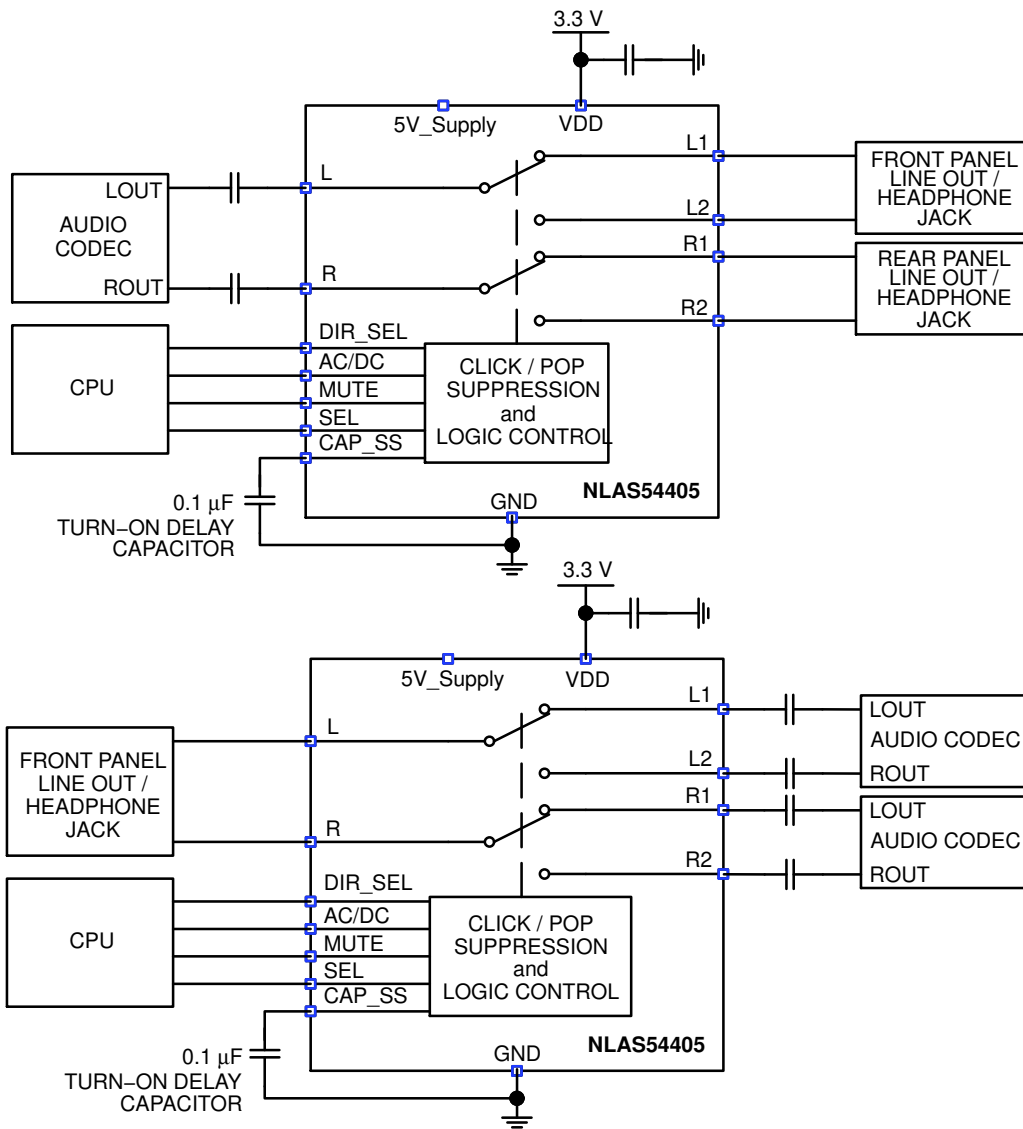 3.3 V
5V_Supply
VDD
L1
L
LOUT
AUDIO
CODEC
ROUT
FRONT PANEL
LINE OUT /
HEADPHONE
JACK
L2
R1
R
REAR PANEL
LINE OUT /
HEADPHONE
JACK
R2
CPU
DIR_SEL
AC/DC
MUTE
SEL
CAP_SS
CLICK / POP
SUPPRESSION
and
LOGIC CONTROL
NLAS54405
GND
0.1 μF
TURN–ON DELAY
CAPACITOR
3.3 V
5V_Supply
VDD
L1
L
FRONT PANEL
LINE OUT /
HEADPHONE
JACK
LOUT
AUDIO CODEC
ROUT
L2
R1
R
LOUT
AUDIO CODEC
ROUT
R2
CPU
DIR_SEL
AC/DC
MUTE
SEL
CAP_SS
CLICK / POP
SUPPRESSION
and
LOGIC CONTROL
NLAS54405
GND
0.1 μF
TURN–ON DELAY
CAPACITOR